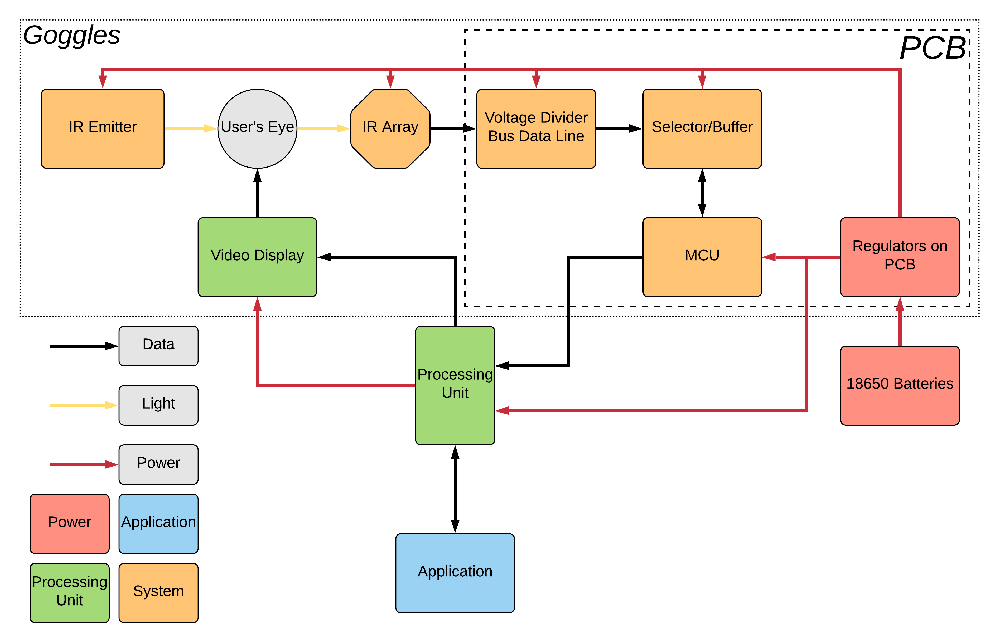 Goggles
PCB
IR Emitter
User's Eye
IR Array
Voltage Divider
Bus Data Line
Selector/Buffer
Video Display
MCU
Regulators on
PCB
Data
Processing
Unit
18650 Batteries
Light
Power
Power
Application
Application
Processing
Unit
System